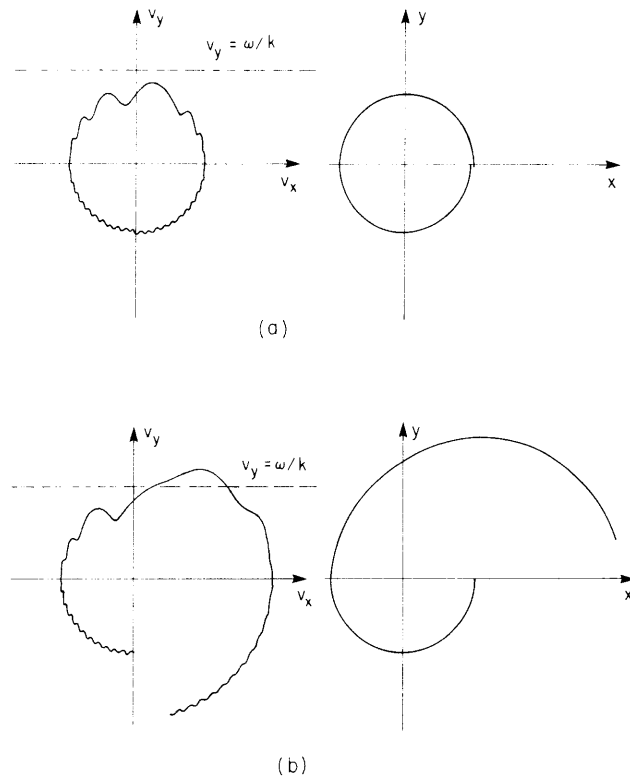 v_y
v_y = ω/k
v_x
y
x
(a)
v_y
v_y = ω/k
v_x
y
x
(b)